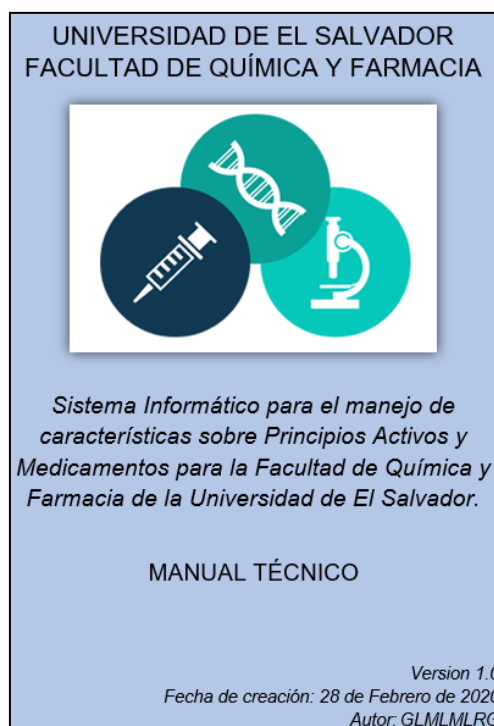 UNIVERSIDAD DE EL SALVADOR
FACULTAD DE QUÍMICA Y FARMACIA
Sistema Informático para el manejo de
características sobre Principios Activos y
Medicamentos para la Facultad de Química y
Farmacia de la Universidad de El Salvador.
MANUAL TÉCNICO
Version 1.0
Fecha de creación: 28 de Febrero de 2020
Autor: